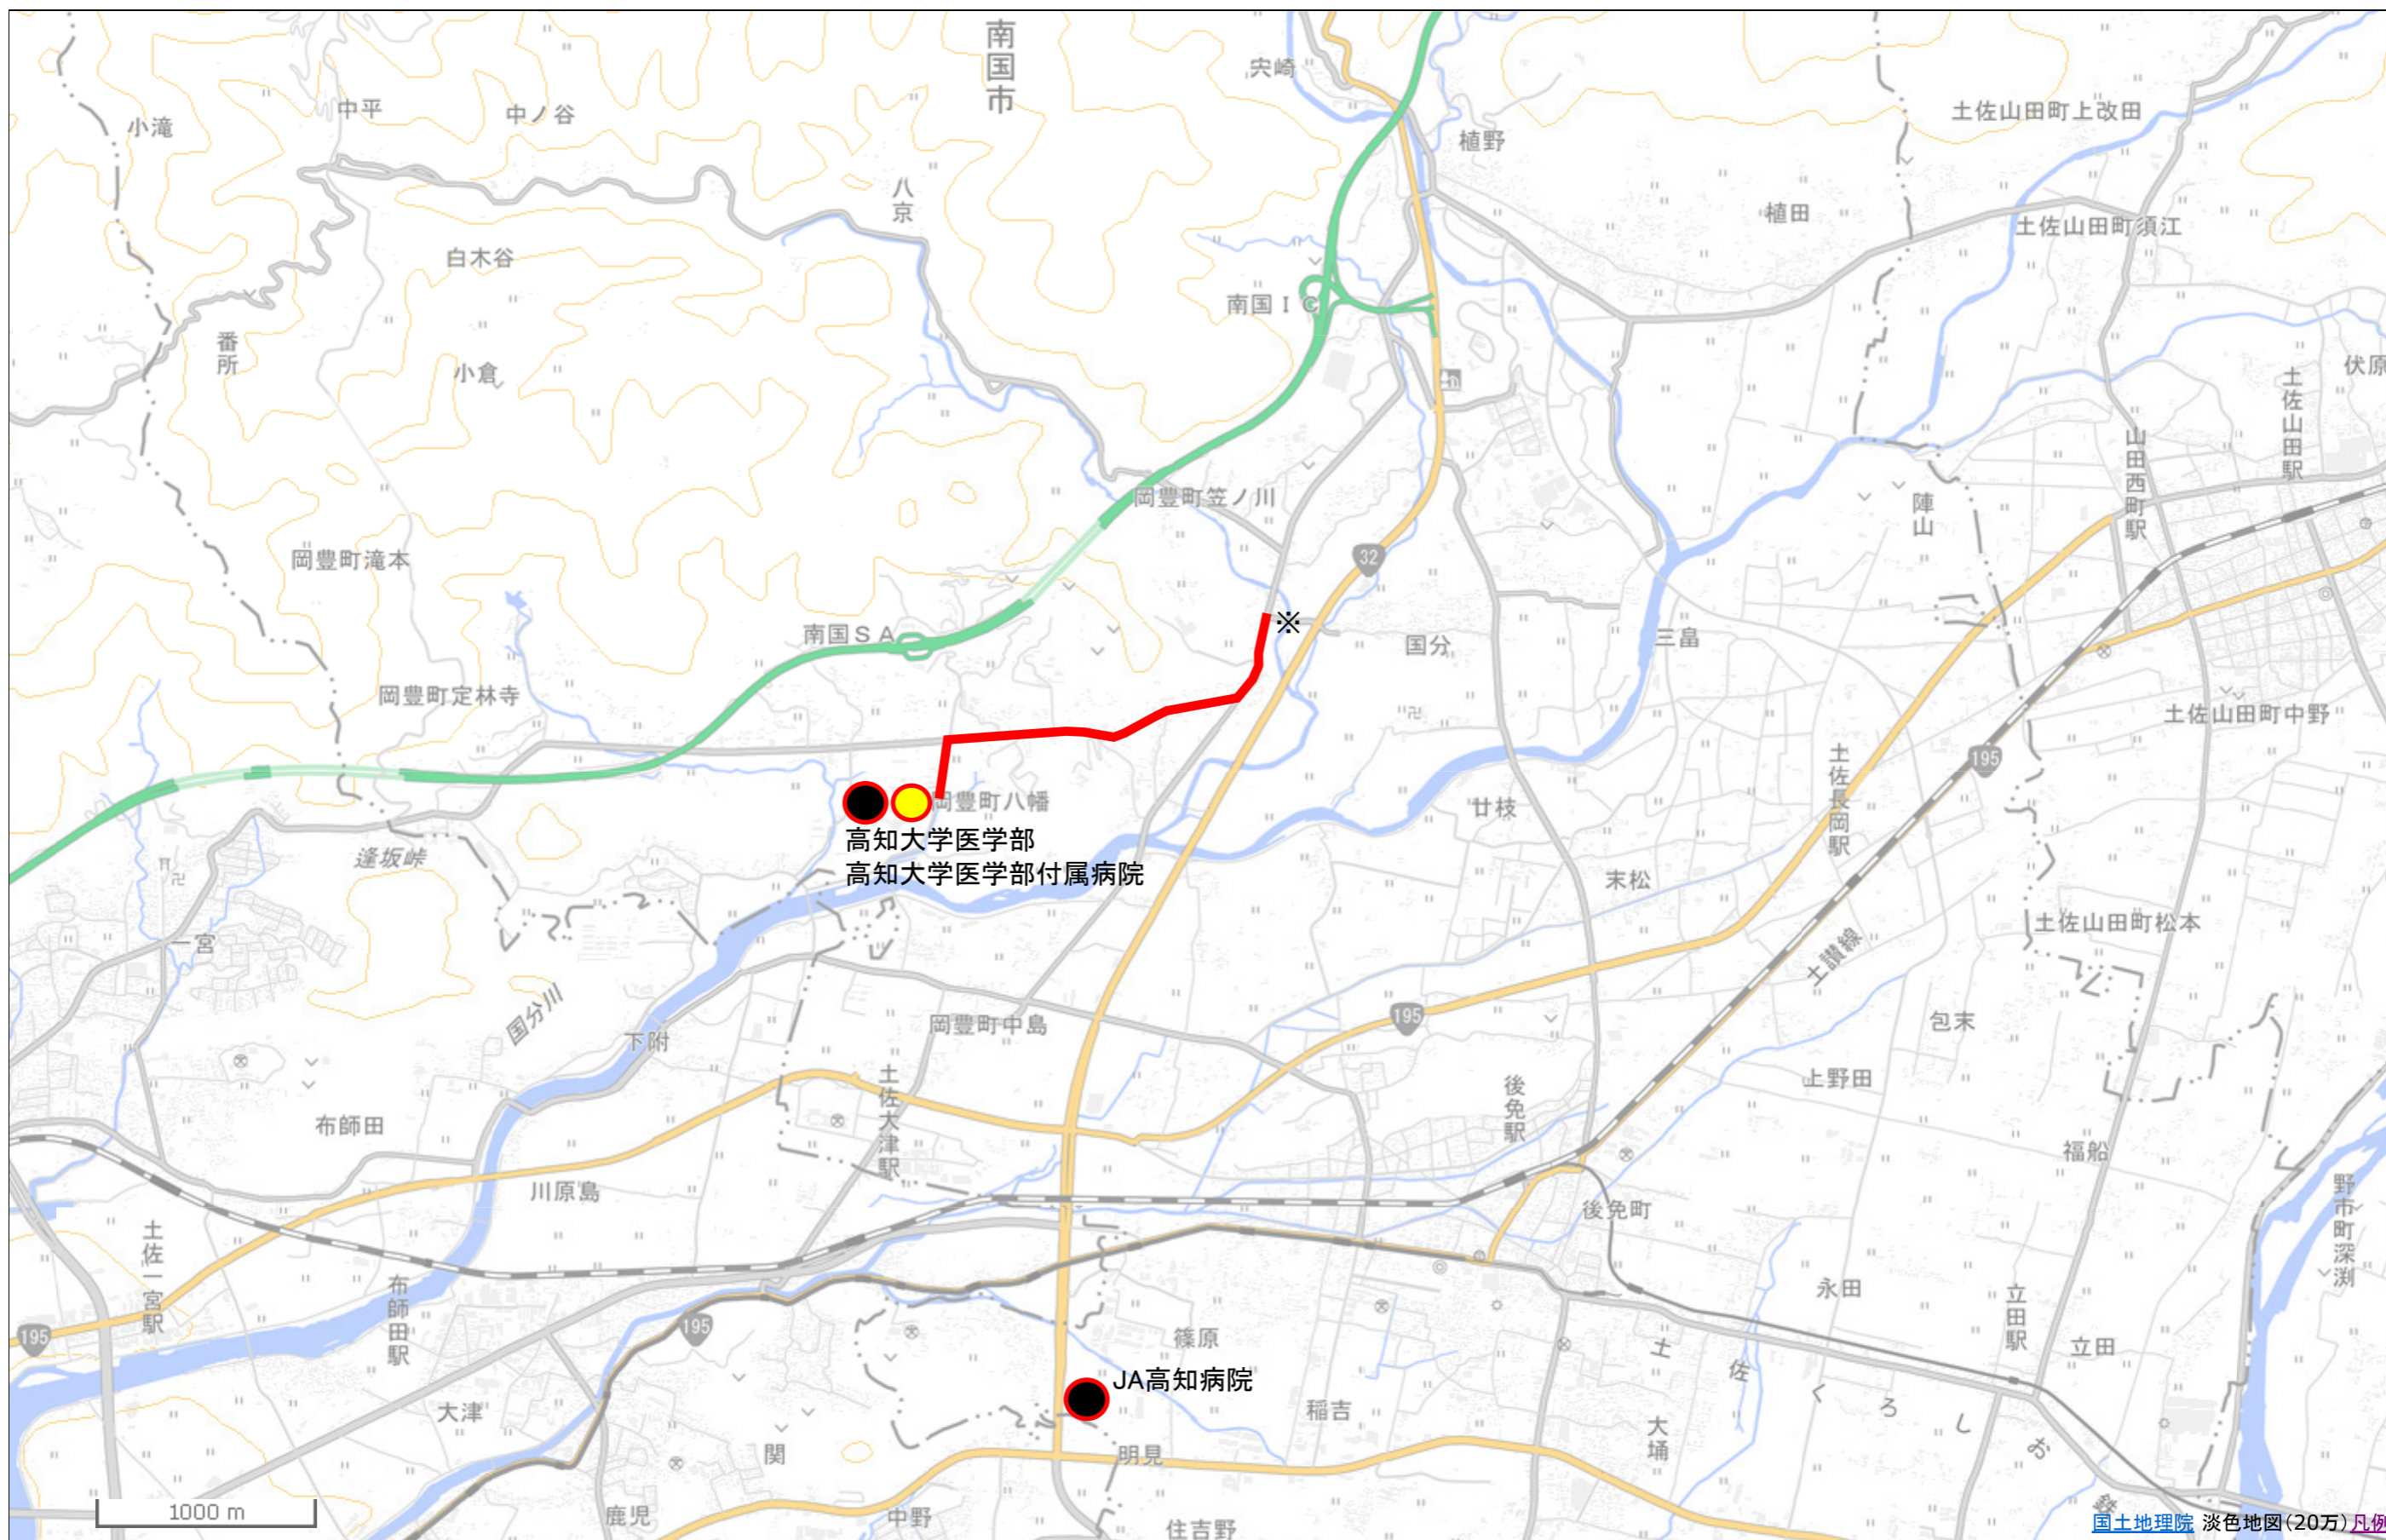 南国市
宍崎
土佐山田町上改田
中平
中ノ谷
小滝
植野
八京
植田
土佐山田町須江
白木谷
南国ＩＣ
番所
小倉
伏原
土佐山田駅
山田西町駅
岡豊町笠ノ川
陣山
岡豊町滝本
32
※
南国ＳＡ
国分
三畠
岡豊町定林寺
土佐山田町中野
195
土佐長岡駅
岡豊町八幡
廿枝
高知大学医学部
高知大学医学部付属病院
逢坂峠
末松
一宮
土佐山田町松本
土讃線
国分川
195
岡豊町中島
包末
下附
上野田
土佐大津駅
後免駅
布師田
福船
川原島
後免町
野市町深渕
土佐一宮駅
布師田駅
永田
立田駅
195
195
篠原
立田
JA高知病院
土佐くろしお鉄
大津
稲吉
大埇
関
明見
1000 m
鹿児
中野
住吉野
国土地理院 淡色地図(20万)凡例